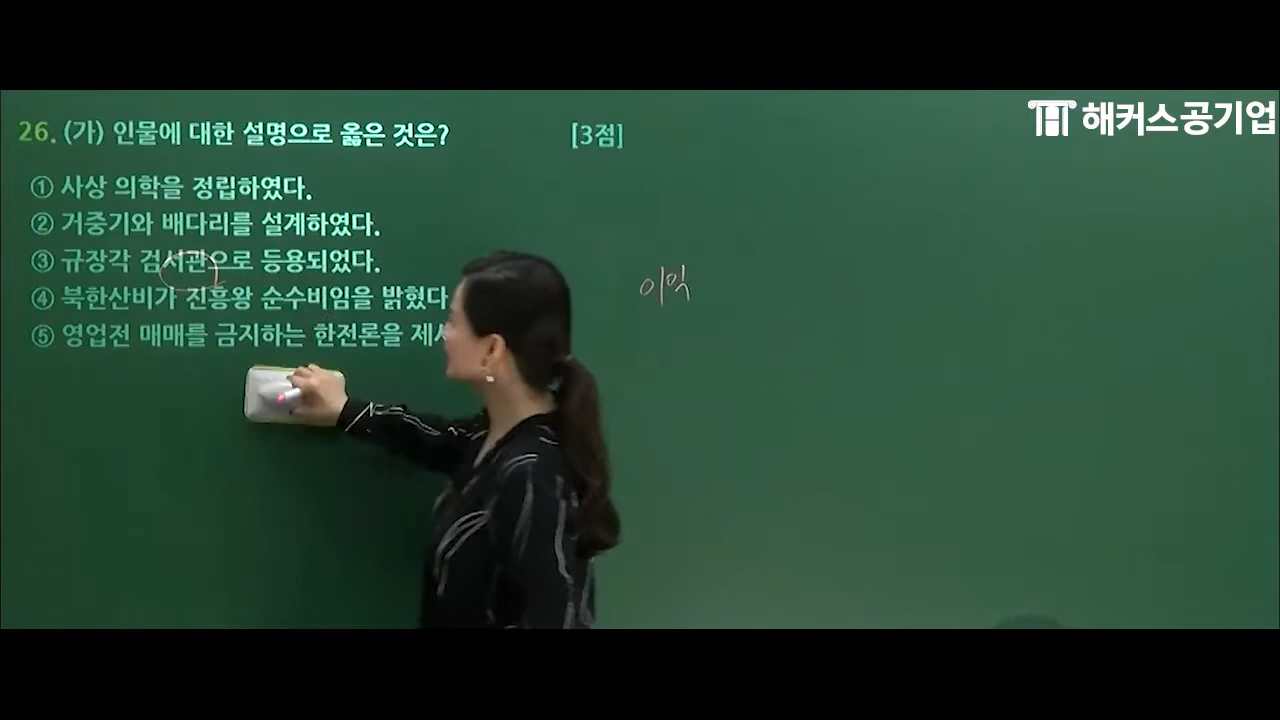 해커스공기업
26. (가) 인물에 대한 설명으로 옳은 것은? [3점]
① 사상 의학을 정립하였다.
② 거중기와 배다리를 설계하였다.
③ 규장각 검서관으로 등용되었다.
④ 북한산비가 진흥왕 순수비임을 밝혔다
⑤ 영업전 매매를 금지하는 한전론을 제시
이익